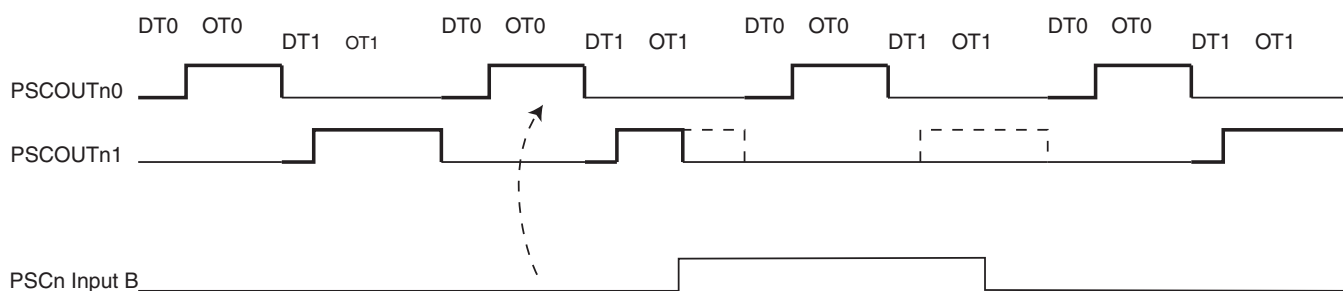 DT0 OT0 DT0 OT0 DT0 OT0 DT0 OT0
DT1 OT1 DT1 OT1 DT1 OT1 DT1 OT1
PSCOUTn0
PSCOUTn1
PSCn Input B